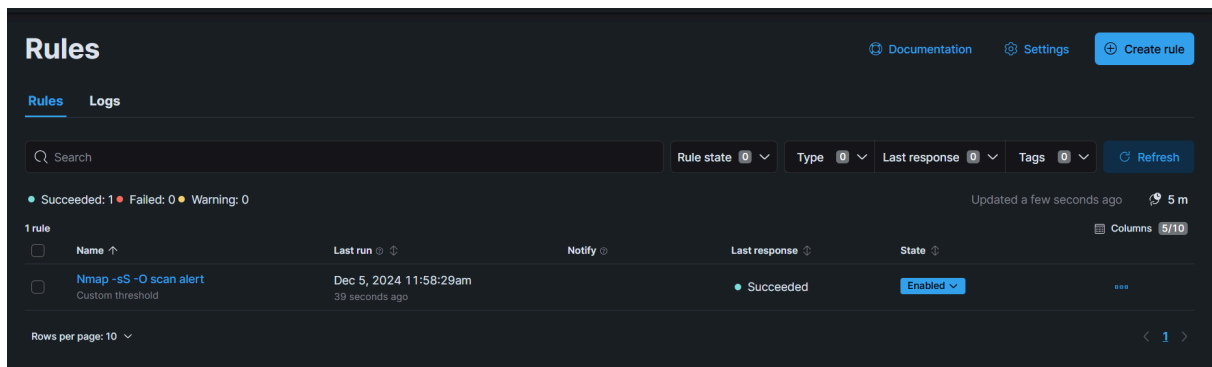 Rules
Documentation
Settings
Create rule
Rules
Logs
Search
Rule state 0
Type 0
Last response 0
Tags 0
Refresh
Succeeded: 1 Failed: 0 Warning: 0
Updated a few seconds ago
5 m
1 rule
Columns 5/10
Name
Last run
Notify
Last response
State
Nmap -sS -O scan alert
Custom threshold
Dec 5, 2024 11:58:29am
39 seconds ago
Succeeded
Enabled
Rows per page: 10
1